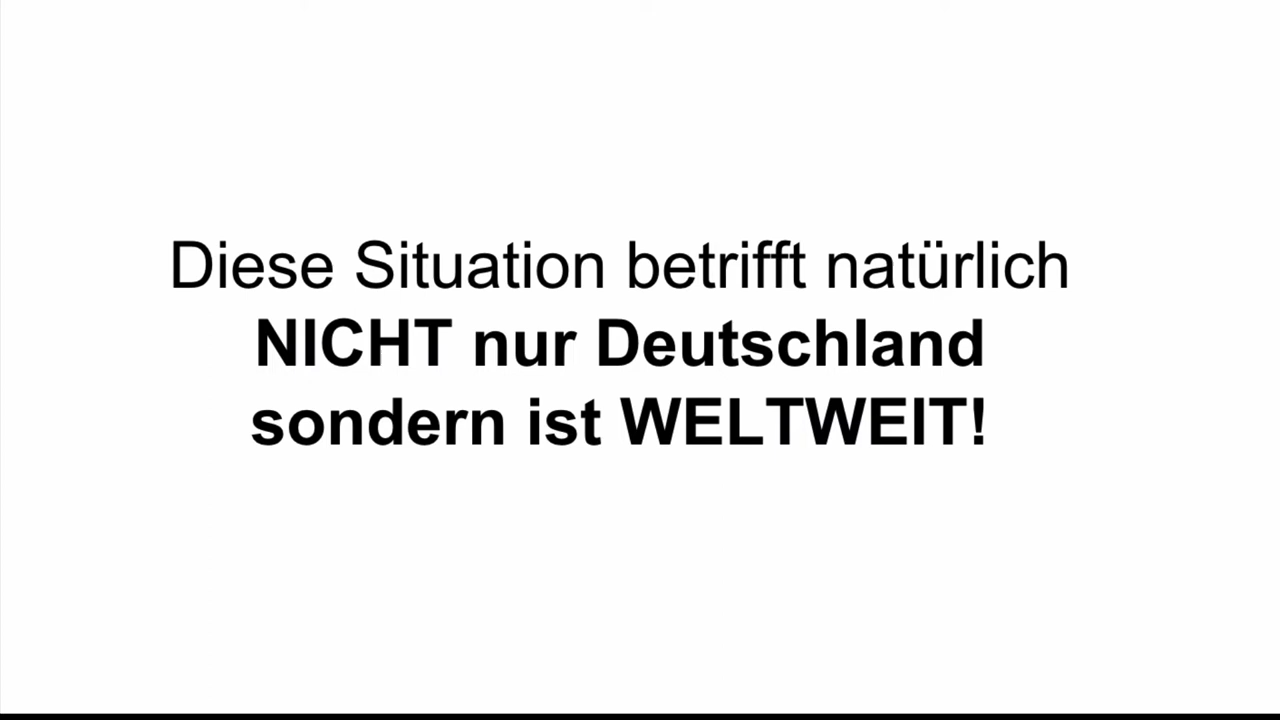 Diese Situation betrifft natürlich
NICHT nur Deutschland
sondern ist WELTWEIT!